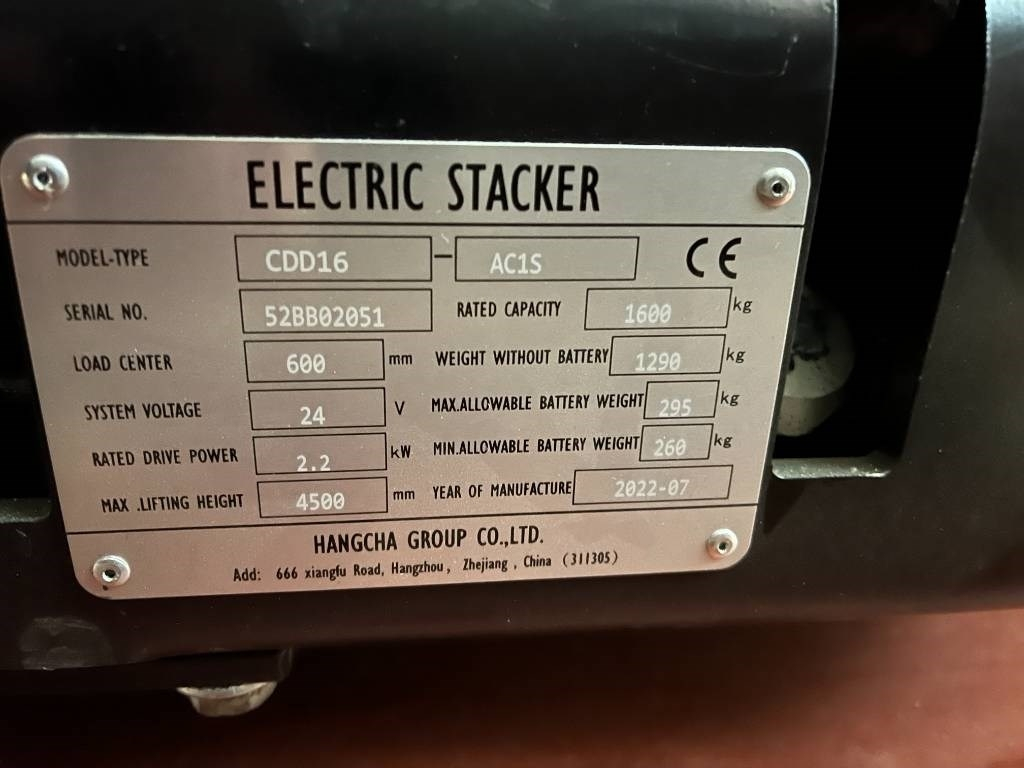 ELECTRIC STACKER
MODEL-TYPE CDD16 - AC1S CE
SERIAL NO. 52BB02051 RATED CAPACITY 1600 kg
LOAD CENTER 600 mm WEIGHT WITHOUT BATTERY 1290 kg
SYSTEM VOLTAGE 24 V MAX.ALLOWABLE BATTERY WEIGHT 295 kg
RATED DRIVE POWER 2.2 kW MIN.ALLOWABLE BATTERY WEIGHT 260 kg
MAX .LIFTING HEIGHT 4500 mm YEAR OF MANUFACTURE 2022-07
HANGCHA GROUP CO.,LTD.
Add: 666 xiangfu Road, Hangzhou, Zhejiang , China (311305)